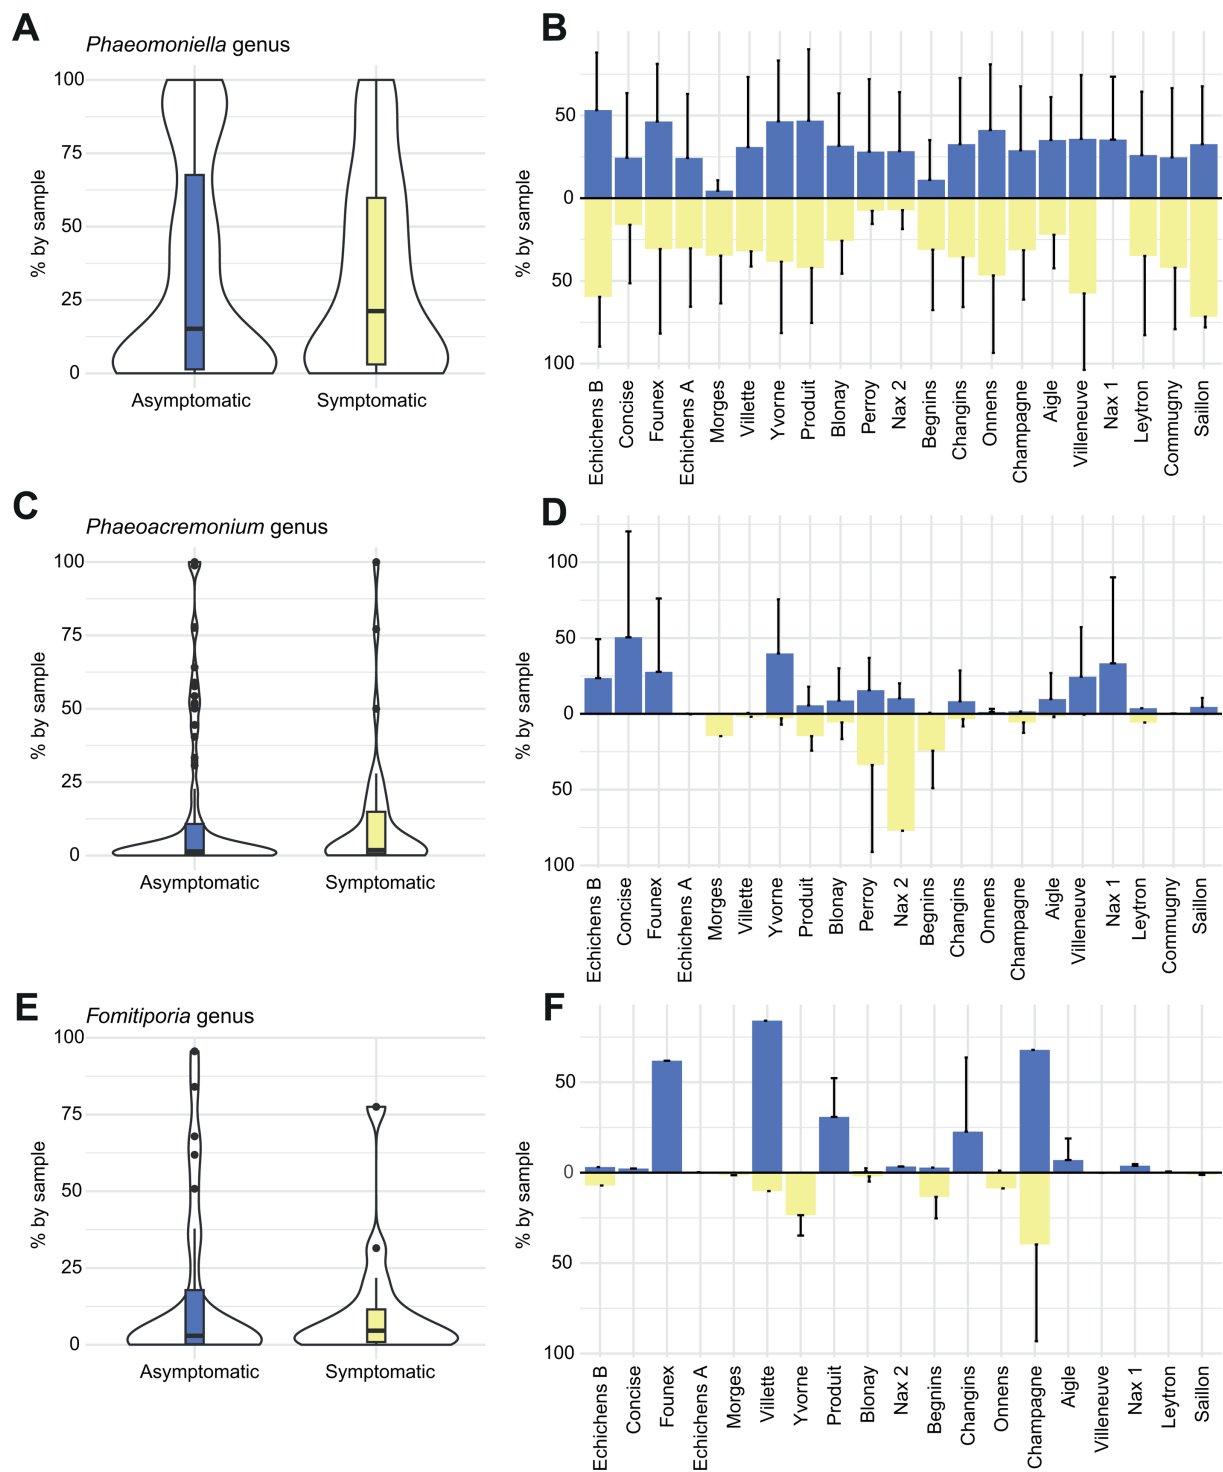 A
Phaeomoniella genus
100
75
50
25
0
% by sample
Asymptomatic
Symptomatic
B
50
0
50
100
% by sample
Echichens B
Concise
Founex
Echichens A
Morges
Villette
Yvorne
Produit
Blonay
Perroy
Nax 2
Begnins
Changins
Onnens
Champagne
Aigle
Villeneuve
Nax 1
Leytron
Commugny
Saillon
C
Phaeoacremonium genus
100
75
50
25
0
% by sample
Asymptomatic
Symptomatic
D
100
50
0
50
100
% by sample
Echichens B
Concise
Founex
Echichens A
Morges
Villette
Yvorne
Produit
Blonay
Perroy
Nax 2
Begnins
Changins
Onnens
Champagne
Aigle
Villeneuve
Nax 1
Leytron
Commugny
Saillon
E
Fomitiporia genus
100
75
50
25
0
% by sample
Asymptomatic
Symptomatic
F
50
0
50
100
% by sample
Echichens B
Concise
Founex
Echichens A
Morges
Villette
Yvorne
Produit
Blonay
Nax 2
Begnins
Changins
Onnens
Champagne
Aigle
Villeneuve
Nax 1
Leytron
Saillon